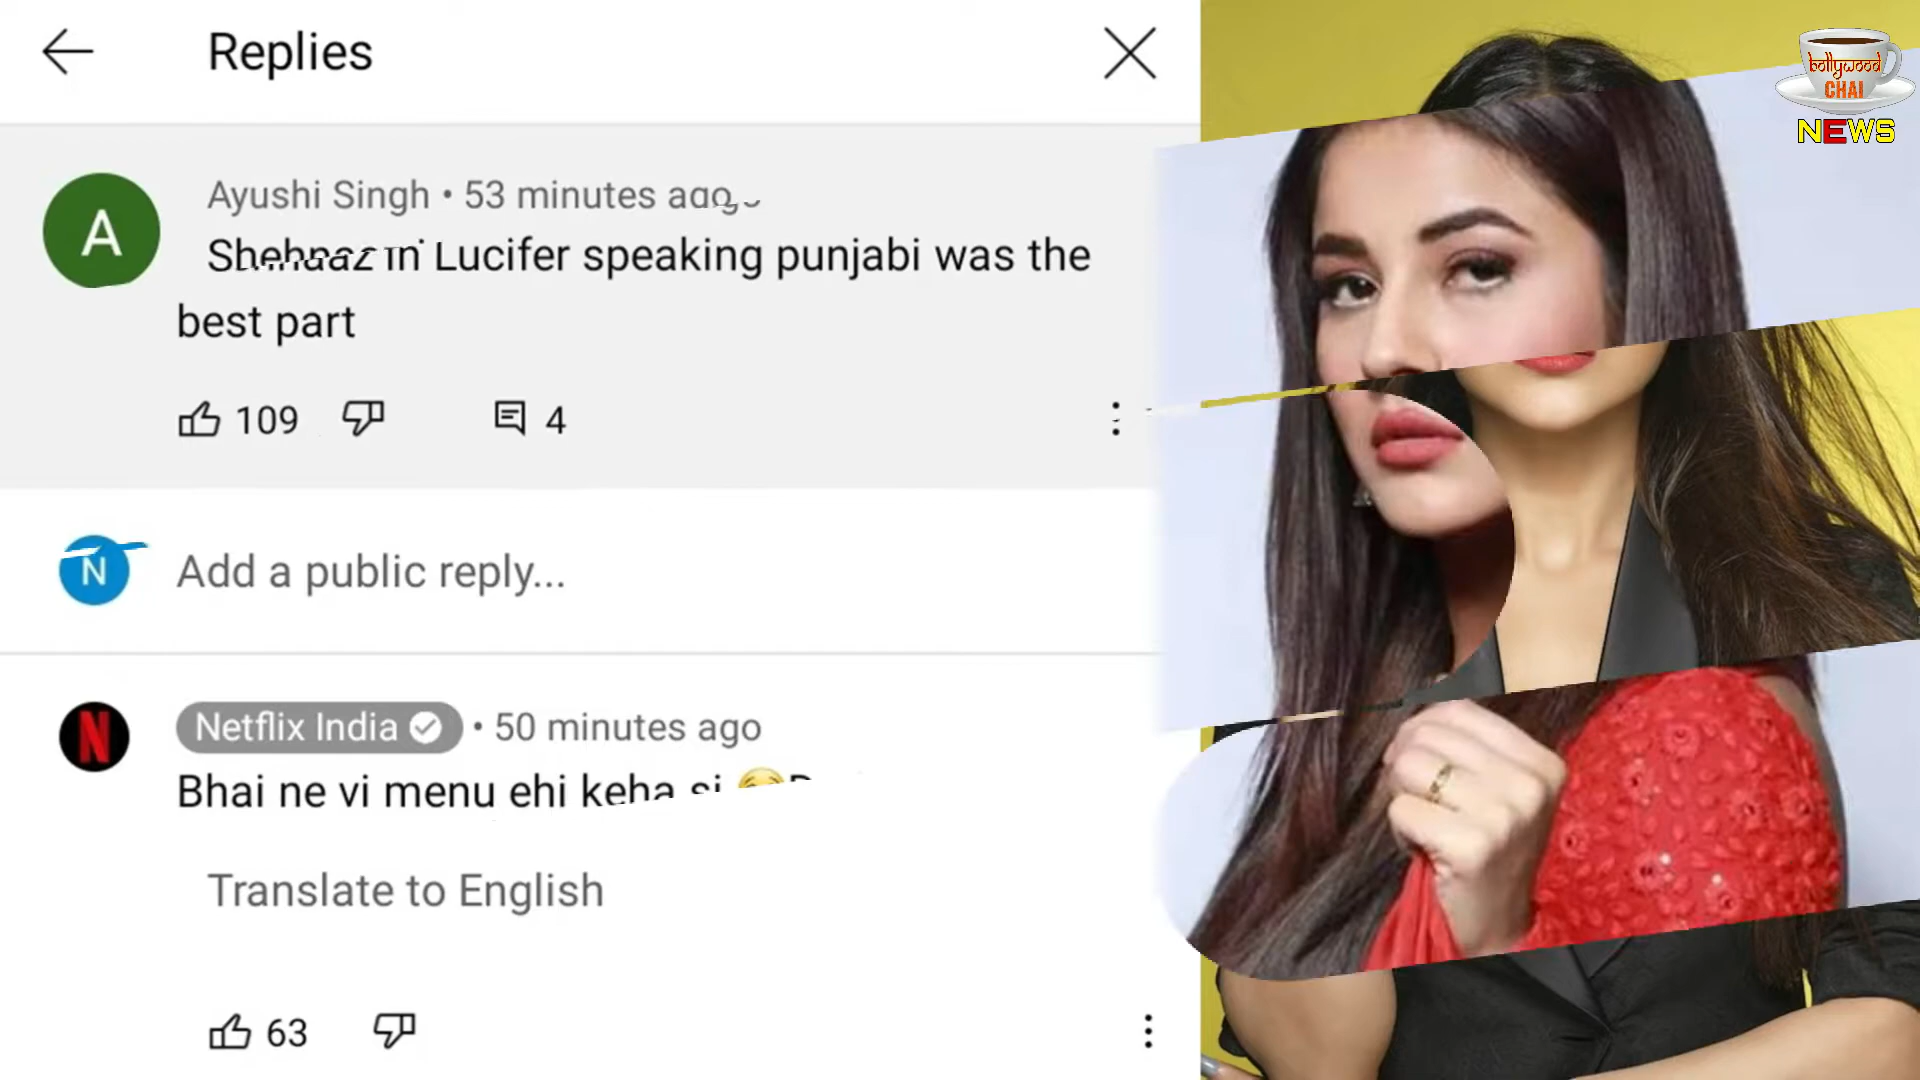 Replies
bollywood
CHAI
NEWS
A
Ayushi Singh • 53 minutes ago
Shehnaaz in Lucifer speaking punjabi was the
best part
109
4
N
Add a public reply...
N
Netflix India • 50 minutes ago
Bhai ne vi menu ehi keha si
Translate to English
63